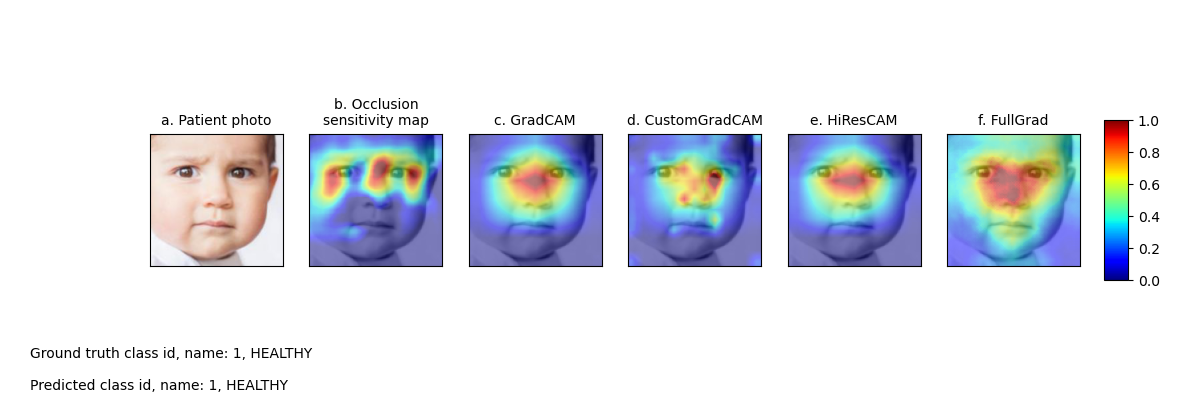 a. Patient photo
b. Occlusion
sensitivity map
c. GradCAM
d. CustomGradCAM
e. HiResCAM
f. FullGrad
1.0
0.8
0.6
0.4
0.2
0.0
Ground truth class id, name: 1, HEALTHY
Predicted class id, name: 1, HEALTHY